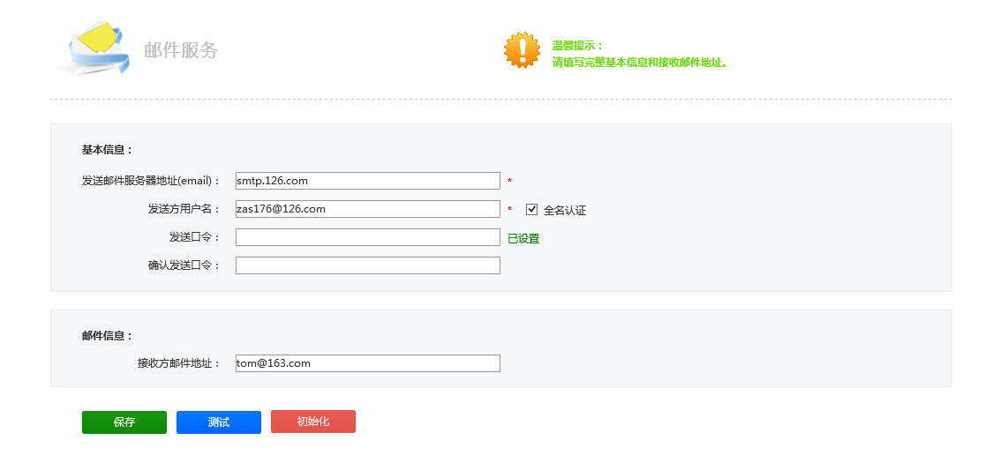 邮件服务
温馨提示：
请填写完整基本信息和接收邮件地址。
基本信息：
发送邮件服务器地址(email)： smtp.126.com *
发送方用户名： zas176@126.com * 全名认证
发送口令： 已设置
确认发送口令：
邮件信息：
接收方邮件地址： tom@163.com
保存 测试 初始化